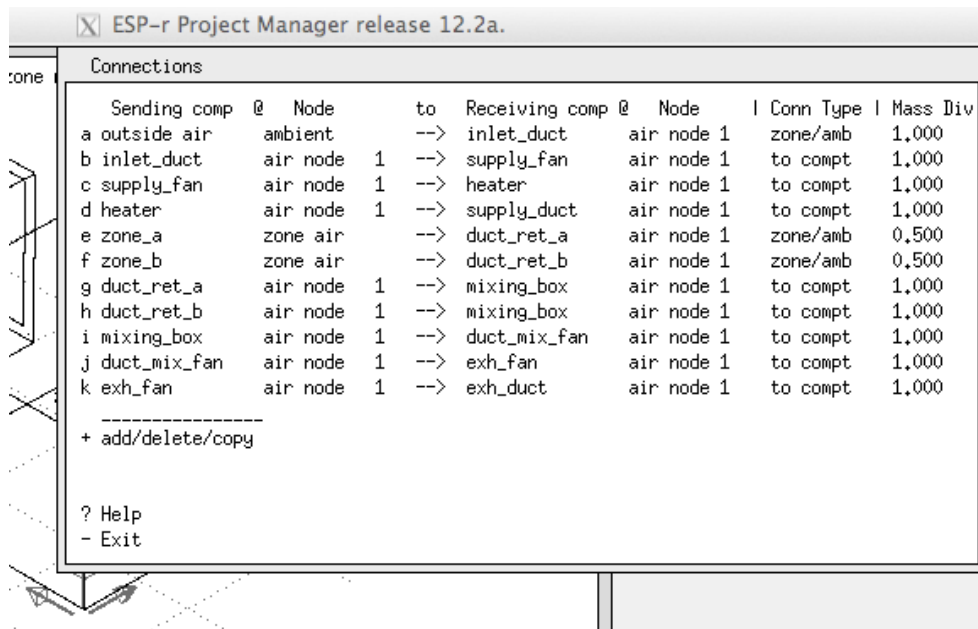 ESP-r Project Manager release 12.2a.
Connections
Sending comp @ Node to Receiving comp @ Node | Conn Type | Mass Div
a outside air ambient --> inlet_duct air node 1 zone/amb 1.000
b inlet_duct air node 1 --> supply_fan air node 1 to compt 1.000
c supply_fan air node 1 --> heater air node 1 to compt 1.000
d heater air node 1 --> supply_duct air node 1 to compt 1.000
e zone_a zone air --> duct_ret_a air node 1 zone/amb 0.500
f zone_b zone air --> duct_ret_b air node 1 zone/amb 0.500
g duct_ret_a air node 1 --> mixing_box air node 1 to compt 1.000
h duct_ret_b air node 1 --> mixing_box air node 1 to compt 1.000
i mixing_box air node 1 --> duct_mix_fan air node 1 to compt 1.000
j duct_mix_fan air node 1 --> exh_fan air node 1 to compt 1.000
k exh_fan air node 1 --> exh_duct air node 1 to compt 1.000
+ add/delete/copy
? Help
- Exit